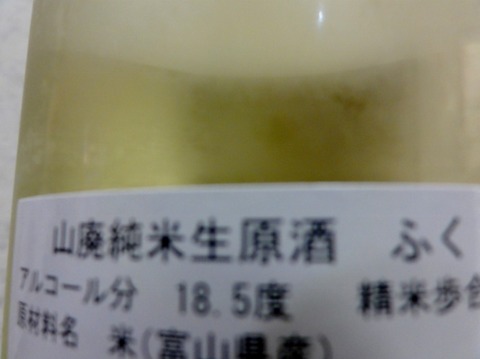 山廃純米生原酒 ふく
アルコール分 18.5度 精米歩合
原材料名 米(富山県産)